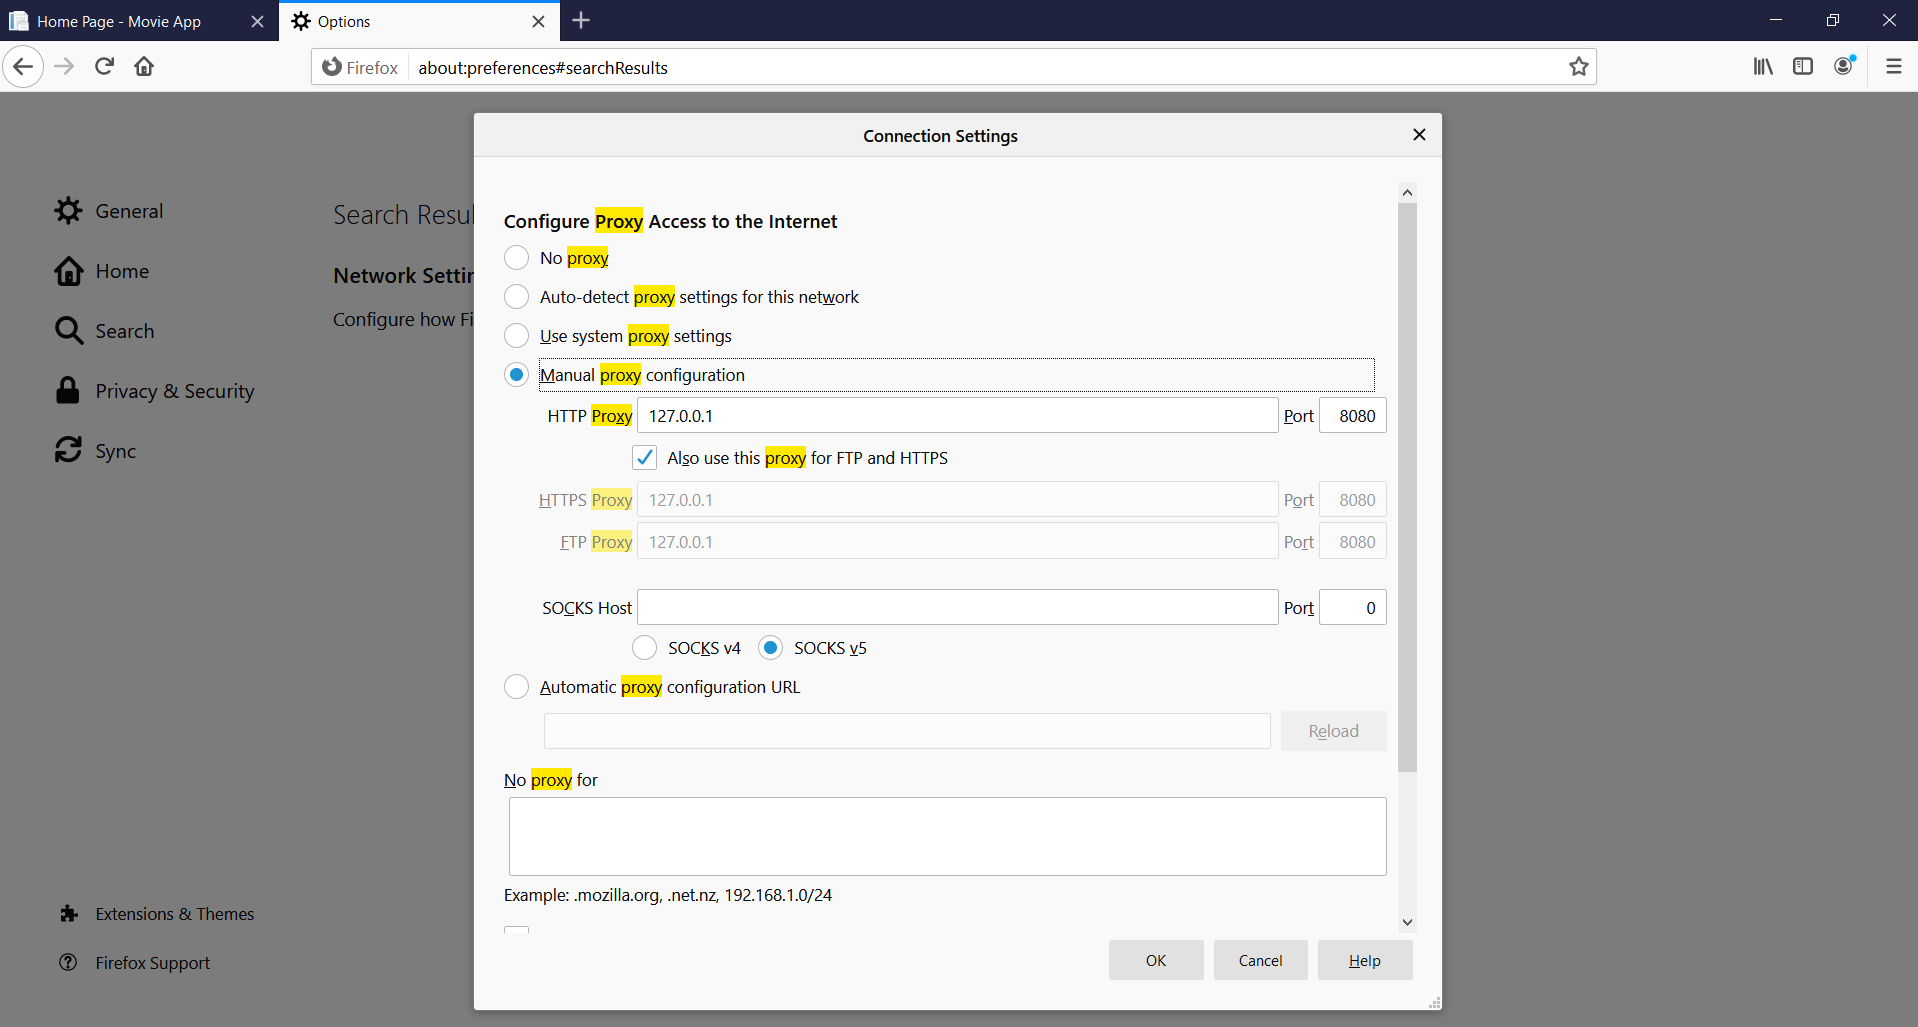 Home Page - Movie App
Options
Firefox
about:preferences#searchResults
General
Home
Search
Privacy & Security
Sync
Extensions & Themes
Firefox Support
Search Resul
Network Settin
Configure how Fi
Connection Settings
Configure Proxy Access to the Internet
No proxy
Auto-detect proxy settings for this network
Use system proxy settings
Manual proxy configuration
HTTP Proxy 127.0.0.1 Port 8080
Also use this proxy for FTP and HTTPS
HTTPS Proxy 127.0.0.1 Port 8080
FTP Proxy 127.0.0.1 Port 8080
SOCKS Host Port 0
SOCKS v4 SOCKS v5
Automatic proxy configuration URL
Reload
No proxy for
Example: .mozilla.org, .net.nz, 192.168.1.0/24
OK Cancel Help